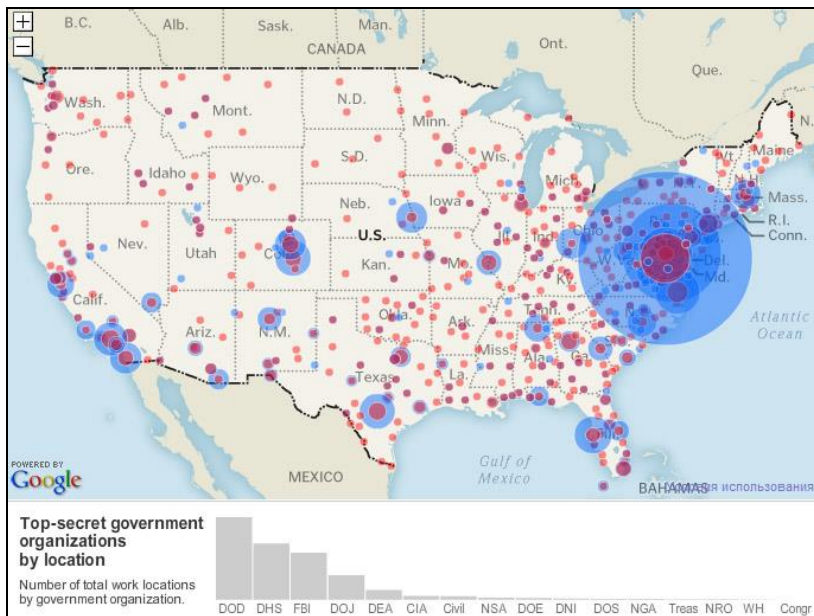 B.C.
Alb.
Sask.
Man.
Ont.
Que.
CANADA
N.
Wash.
Mont.
N.D.
Minn.
Vt.
Maine
Ore.
Idaho
Wyo.
S.D.
Wis.
Mich.
N.H.
Mass.
Neb.
Iowa
R.I.
Conn.
Nev.
Utah
Col
U.S.
Kan.
Mo.
Ill
Ind.
Ohio
W.V.
Del.
Md.
Calif.
Ky.
Ariz.
N.M.
Okla.
Ark.
Tenn.
Atlantic
Ocean
Texas
La.
Miss.
Ala.
Ga.
Gulf of
Mexico
MEXICO
BAHAMAS
использования
POWERED BY
Google
Top-secret government
organizations
by location
Number of total work locations
by government organization.
DOD DHS FBI DOJ DEA CIA Civil NSA DOE DNI DOS NGA Treas NRO WH Congr